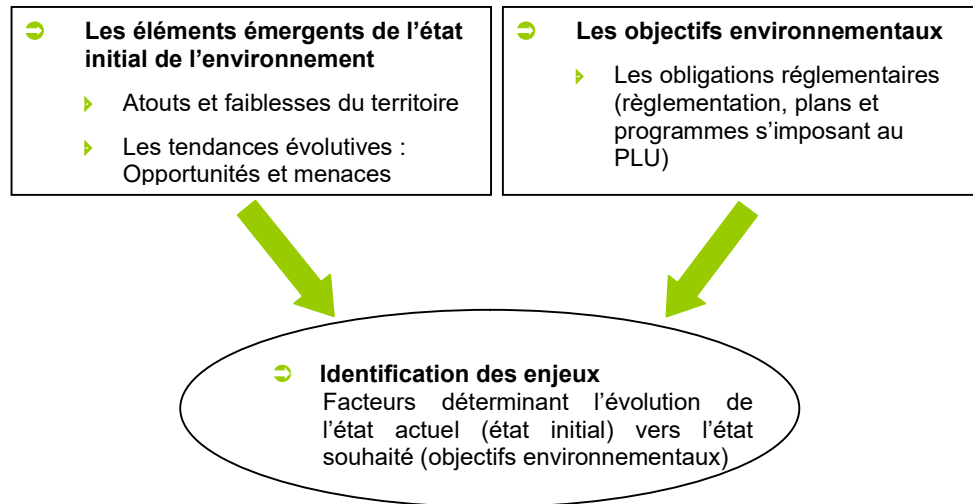 Les éléments émergents de l'état
initial de l'environnement
Atouts et faiblesses du territoire
Les tendances évolutives :
Opportunités et menaces
Les objectifs environnementaux
Les obligations réglementaires
(règlementation, plans et
programmes s'imposant au
PLU)
Identification des enjeux
Facteurs déterminant l'évolution de
l'état actuel (état initial) vers l'état
souhaité (objectifs environnementaux)